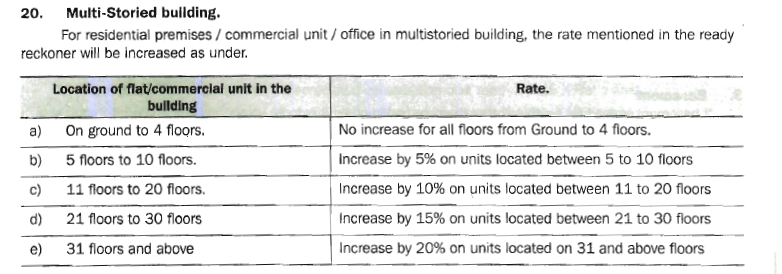 20. Multi-Storied building.
For residential premises / commercial unit / office in multistoried building, the rate mentioned in the ready
reckoner will be increased as under.
Location of flat/commercial unit in the building
Rate.
a) On ground to 4 floors. No increase for all floors from Ground to 4 floors.
b) 5 floors to 10 floors. Increase by 5% on units located between 5 to 10 floors
c) 11 floors to 20 floors. Increase by 10% on units located between 11 to 20 floors
d) 21 floors to 30 floors Increase by 15% on units located between 21 to 30 floors
e) 31 floors and above Increase by 20% on units located on 31 and above floors